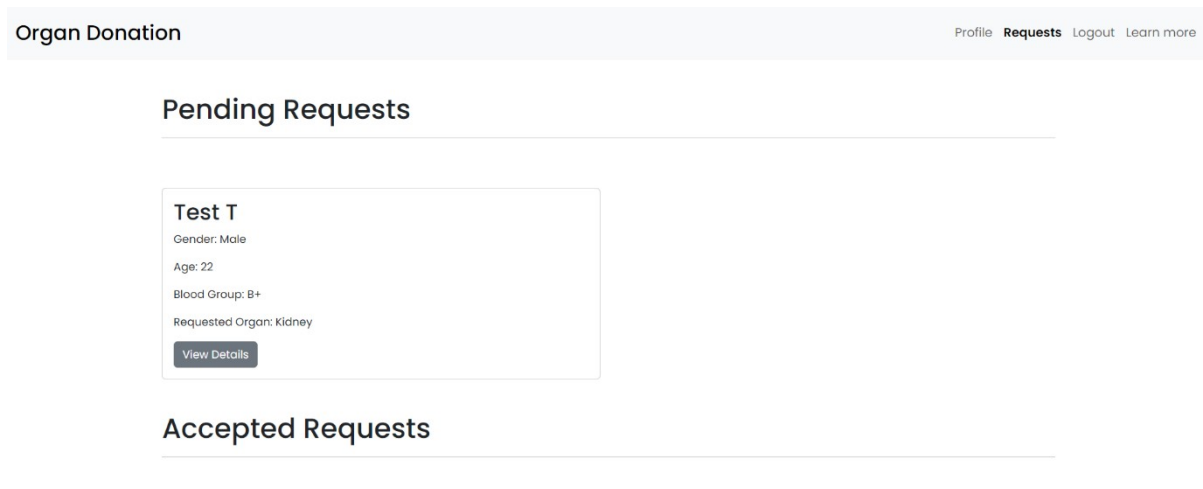 Organ Donation
Profile Requests Logout Learn more
Pending Requests
Test T
Gender: Male
Age: 22
Blood Group: B+
Requested Organ: Kidney
View Details
Accepted Requests